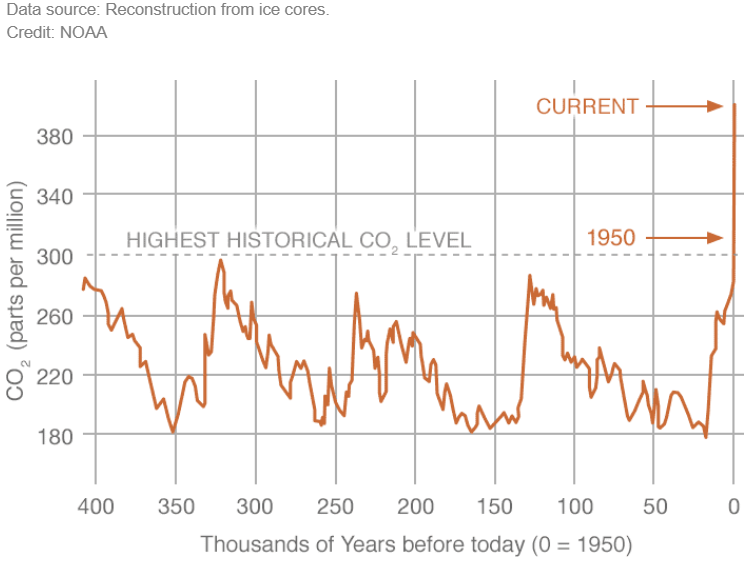 Data source: Reconstruction from ice cores.
Credit: NOAA
CURRENT
380
340
HIGHEST HISTORICAL CO₂ LEVEL
1950
300
260
220
180
CO₂ (parts per million)
400 350 300 250 200 150 100 50 0
Thousands of Years before today (0 = 1950)